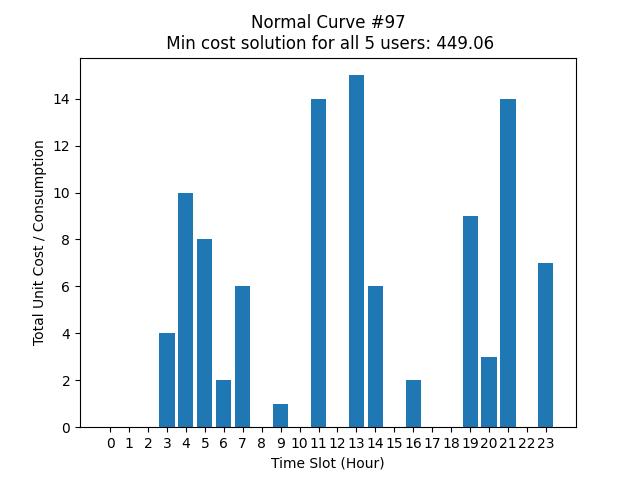 Normal Curve #97
Min cost solution for all 5 users: 449.06
Total Unit Cost / Consumption
14
12
10
8
6
4
2
0
0 1 2 3 4 5 6 7 8 9 10 11 12 13 14 15 16 17 18 19 20 21 22 23
Time Slot (Hour)